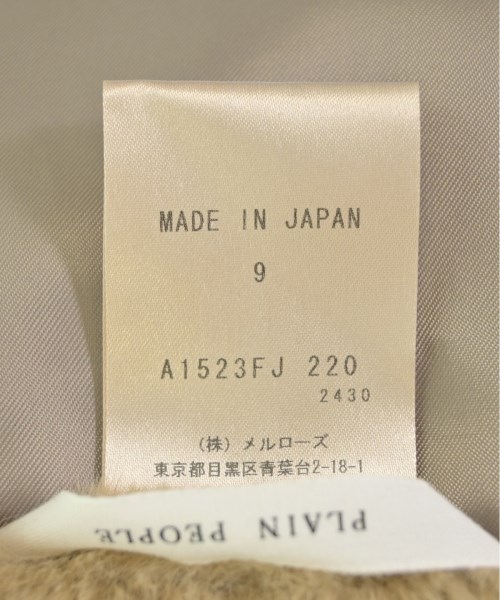 MADE IN JAPAN
9
A1523FJ 220
2430
(株) メルローズ
東京都目黒区青葉台2-18-1
PLAIN PEOPLE